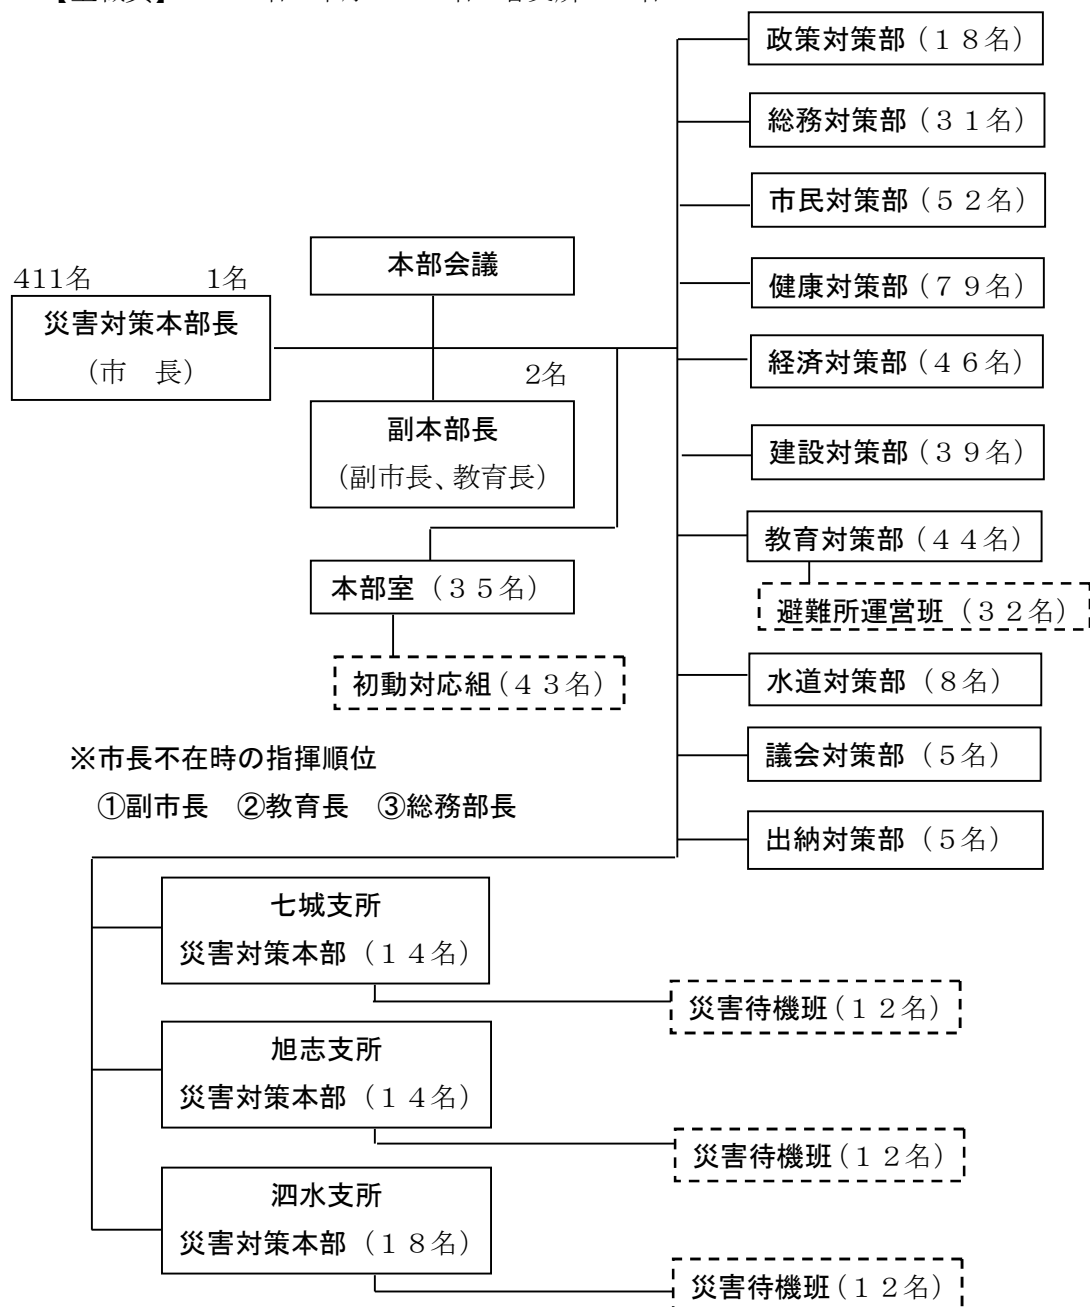 政策対策部（１８名）
総務対策部（３１名）
市民対策部（５２名）
健康対策部（７９名）
経済対策部（４６名）
建設対策部（３９名）
教育対策部（４４名）
避難所運営班（３２名）
水道対策部（８名）
議会対策部（５名）
出納対策部（５名）
本部会議
411名 1名
災害対策本部長
（市　長）
2名
副本部長
（副市長、教育長）
本部室（３５名）
初動対応組（４３名）
※市長不在時の指揮順位
①副市長　②教育長　③総務部長
七城支所
災害対策本部（１４名）
災害待機班（１２名）
旭志支所
災害対策本部（１４名）
災害待機班（１２名）
泗水支所
災害対策本部（１８名）
災害待機班（１２名）